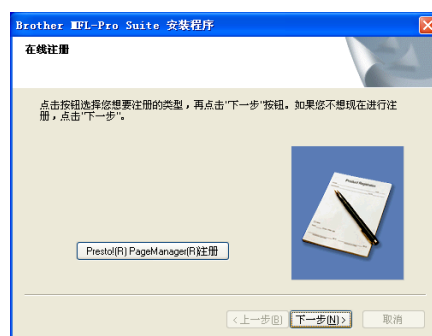 Brother MFL-Pro Suite 安装程序
在线注册
点击按钮选择您想要注册的类型，再点击"下一步"按钮。如果您不想现在进行注
册，点击"下一步"。
Product Registration
Presto!(R) PageManager(R)注册
<上一步(B)
下一步(N)>
取消